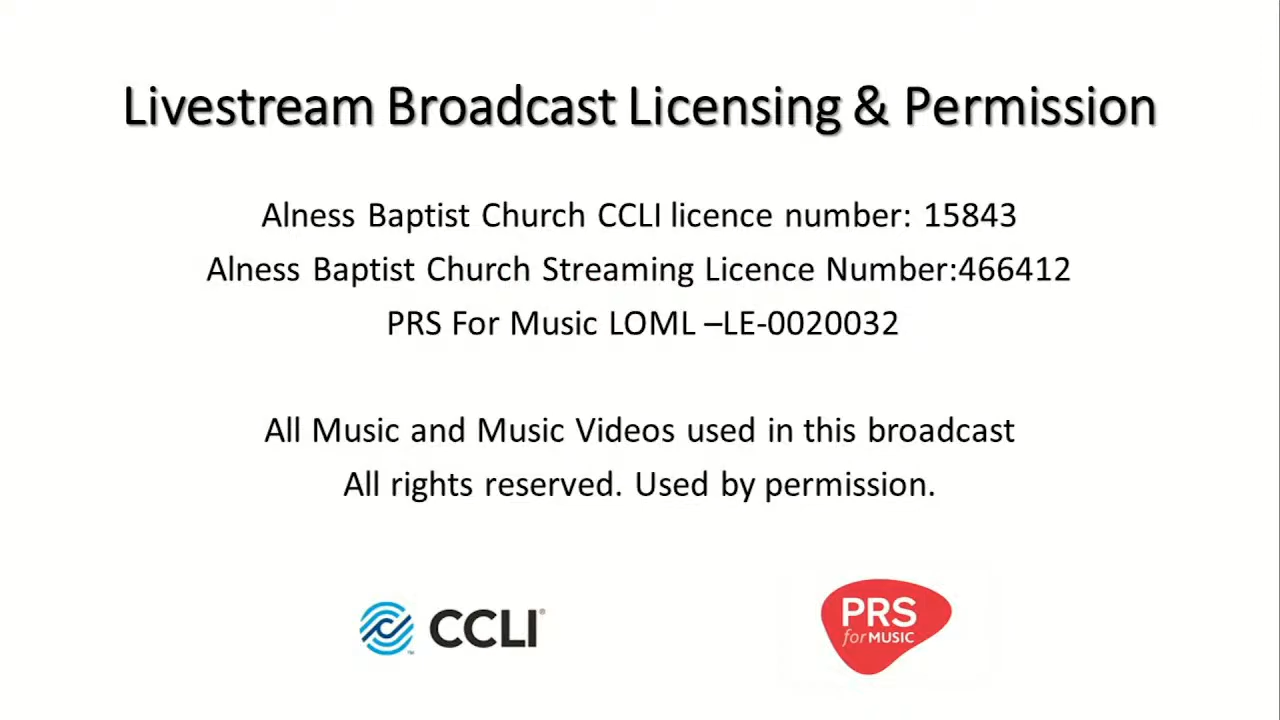 Livestream Broadcast Licensing & Permission
Alness Baptist Church CCLI licence number: 15843
Alness Baptist Church Streaming Licence Number:466412
PRS For Music LOML –LE-0020032
All Music and Music Videos used in this broadcast
All rights reserved. Used by permission.
CCLI®
PRS
for MUSIC